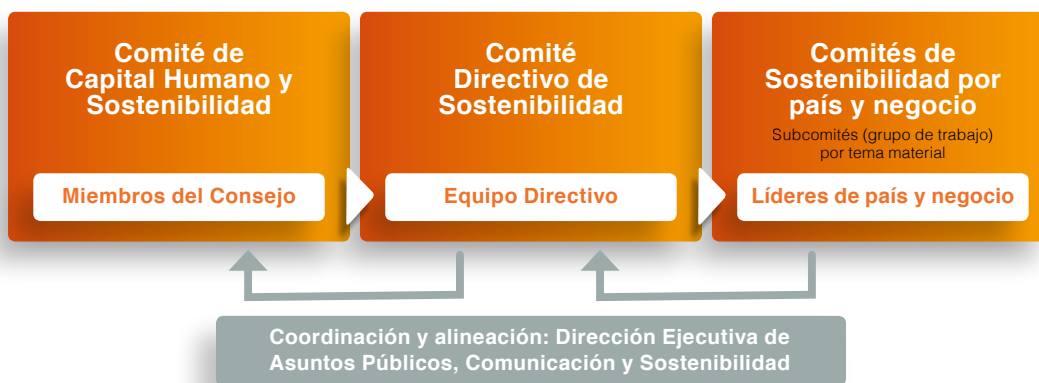 Comité de
Capital Humano y
Sostenibilidad
Miembros del Consejo
Comité
Directivo de
Sostenibilidad
Equipo Directivo
Comités de
Sostenibilidad por
país y negocio
Subcomités (grupo de trabajo)
por tema material
Líderes de país y negocio
Coordinación y alineación: Dirección Ejecutiva de
Asuntos Públicos, Comunicación y Sostenibilidad